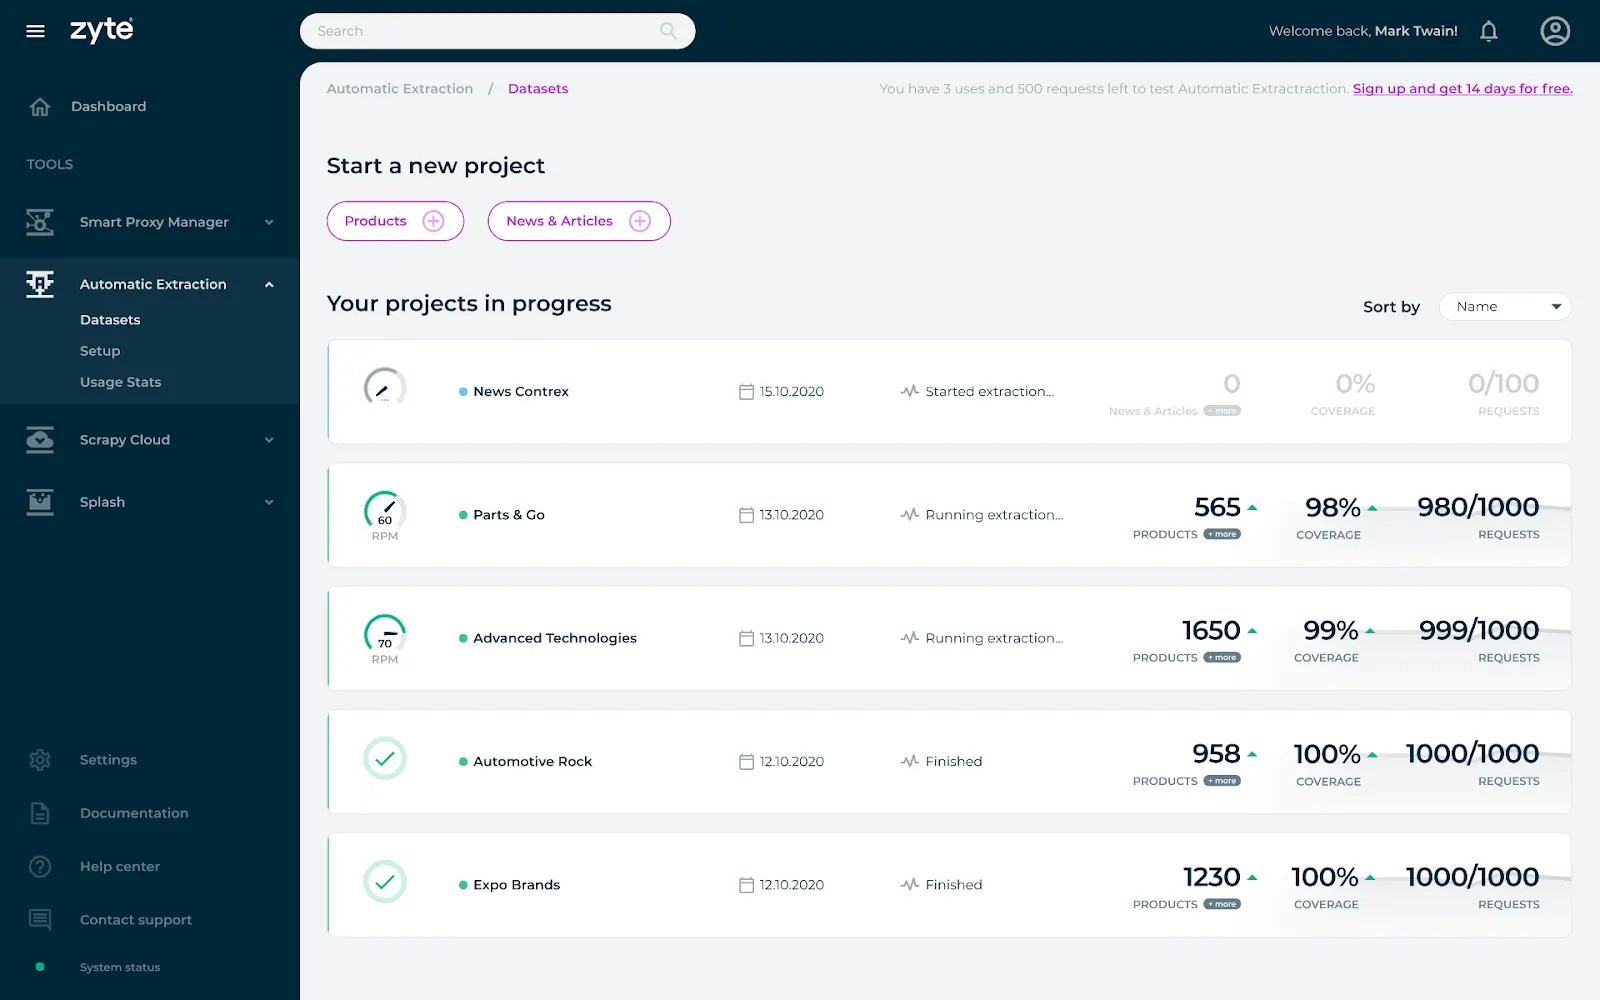 zyte
Search
Welcome back, Mark Twain!
Dashboard
TOOLS
Smart Proxy Manager
Automatic Extraction
Datasets
Setup
Usage Stats
Scrapy Cloud
Splash
Settings
Documentation
Help center
Contact support
System status
Automatic Extraction / Datasets
You have 3 uses and 500 requests left to test Automatic Extractraction. Sign up and get 14 days for free.
Start a new project
Products
News & Articles
Your projects in progress
Sort by Name
...
News Contrex 15.10.2020 Started extraction... 0 0% 0/100
News & Articles + more COVERAGE REQUESTS
60
RPM
Parts & Go 13.10.2020 Running extraction... 565 98% 980/1000
PRODUCTS + more COVERAGE REQUESTS
70
RPM
Advanced Technologies 13.10.2020 Running extraction... 1650 99% 999/1000
PRODUCTS + more COVERAGE REQUESTS
Automotive Rock 12.10.2020 Finished 958 100% 1000/1000
PRODUCTS + more COVERAGE REQUESTS
Expo Brands 12.10.2020 Finished 1230 100% 1000/1000
PRODUCTS + more COVERAGE REQUESTS